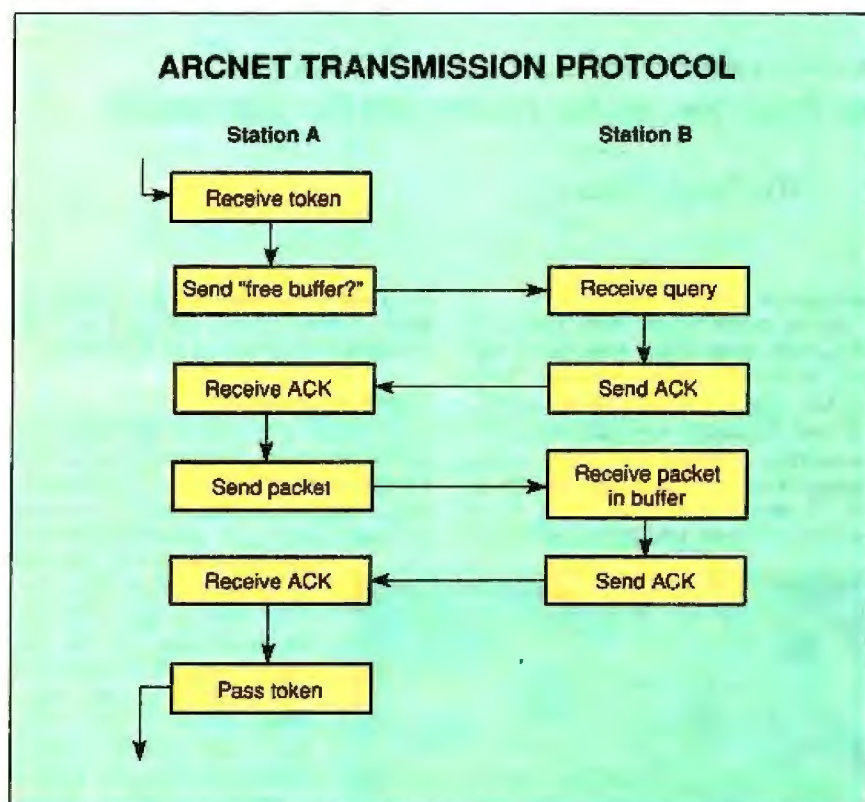 ARCNET TRANSMISSION PROTOCOL
Station A
Station B
Receive token
Send "free buffer?"
Receive query
Receive ACK
Send ACK
Send packet
Receive packet
in buffer
Receive ACK
Send ACK
Pass token